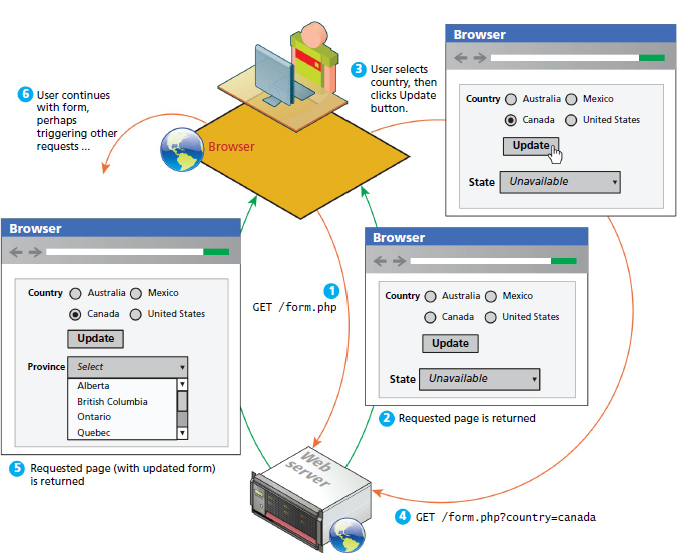 Browser
Country Australia Mexico
Canada United States
Update
State Unavailable
3 User selects
country, then
clicks Update
button.
6 User continues
with form,
perhaps
triggering other
requests ...
Browser
Browser
Country Australia Mexico
Canada United States
Update
Province Select
Alberta
British Columbia
Ontario
Quebec
5 Requested page (with updated form)
is returned
1
GET /form.php
Browser
Country Australia Mexico
Canada United States
Update
State Unavailable
2 Requested page is returned
Web
server
4 GET /form.php?country=canada